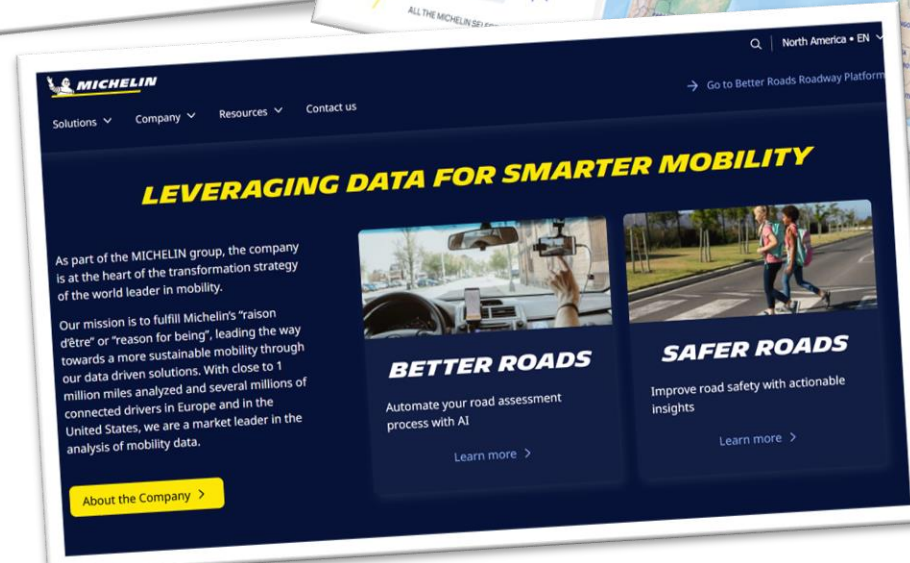 ALL THE MICHELIN
MICHELIN
North America • EN
Solutions
Company
Resources
Contact us
Go to Better Roads Roadway Platform
LEVERAGING DATA FOR SMARTER MOBILITY
As part of the MICHELIN group, the company
is at the heart of the transformation strategy
of the world leader in mobility.
Our mission is to fulfill Michelin's "raison
d'être" or "reason for being", leading the way
towards a more sustainable mobility through
our data driven solutions. With close to 1
million miles analyzed and several millions of
connected drivers in Europe and in the
United States, we are a market leader in the
analysis of mobility data.
About the Company
BETTER ROADS
Automate your road assessment
process with AI
Learn more
SAFER ROADS
Improve road safety with actionable
insights
Learn more